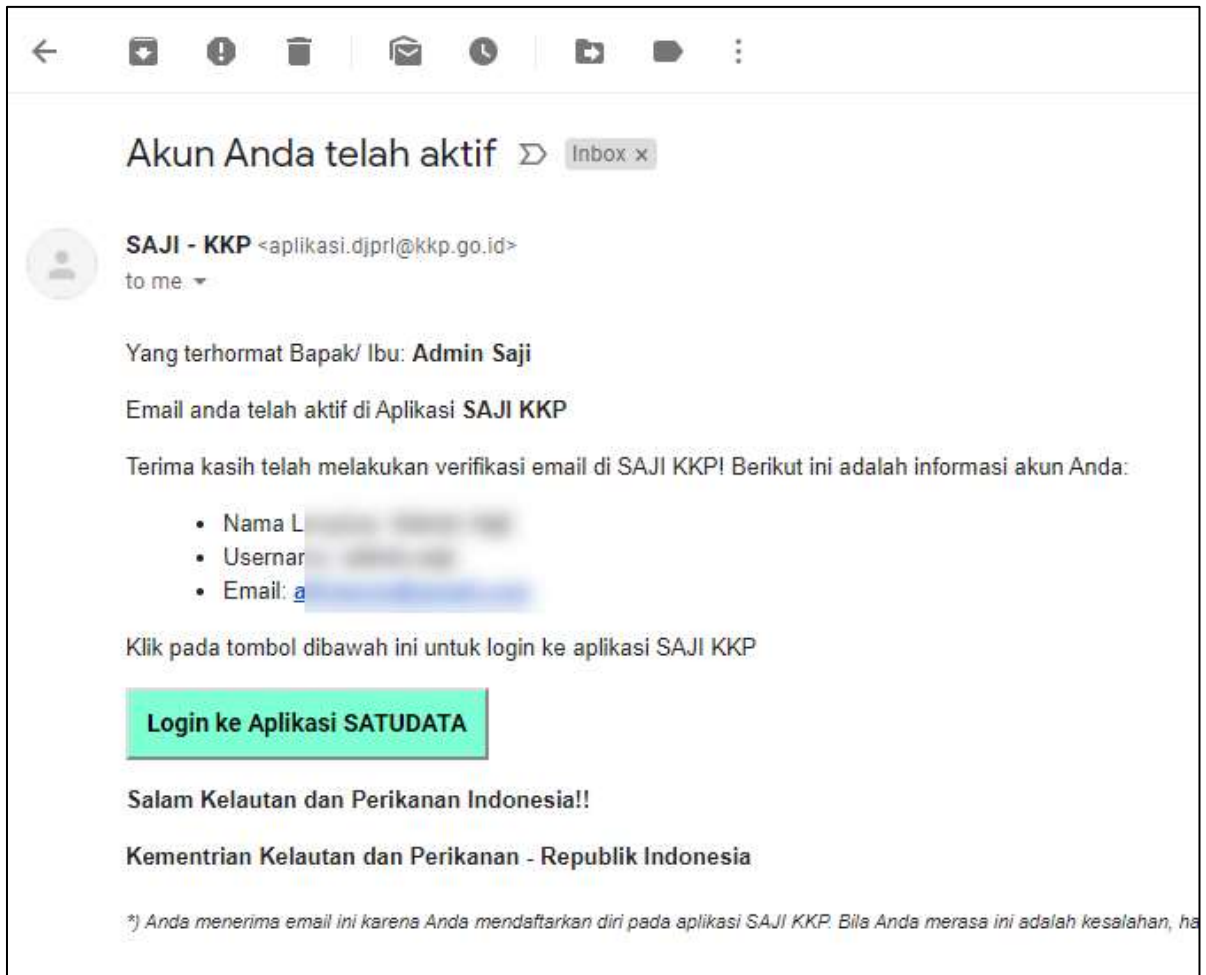 Akun Anda telah aktif Inbox x
SAJI - KKP <aplikasi.djprl@kkp.go.id>
to me
Yang terhormat Bapak/ Ibu: Admin Saji
Email anda telah aktif di Aplikasi SAJI KKP
Terima kasih telah melakukan verifikasi email di SAJI KKP! Berikut ini adalah informasi akun Anda:
• Nama
•
• Email:
Klik pada tombol dibawah ini untuk login ke aplikasi SAJI KKP
Login ke Aplikasi SATUDATA
Salam Kelautan dan Perikanan Indonesia!!
Kementrian Kelautan dan Perikanan - Republik Indonesia
*) Anda menerima email ini karena Anda mendaftarkan diri pada aplikasi SAJI KKP. Bila Anda merasa ini adalah kesalahan, ha